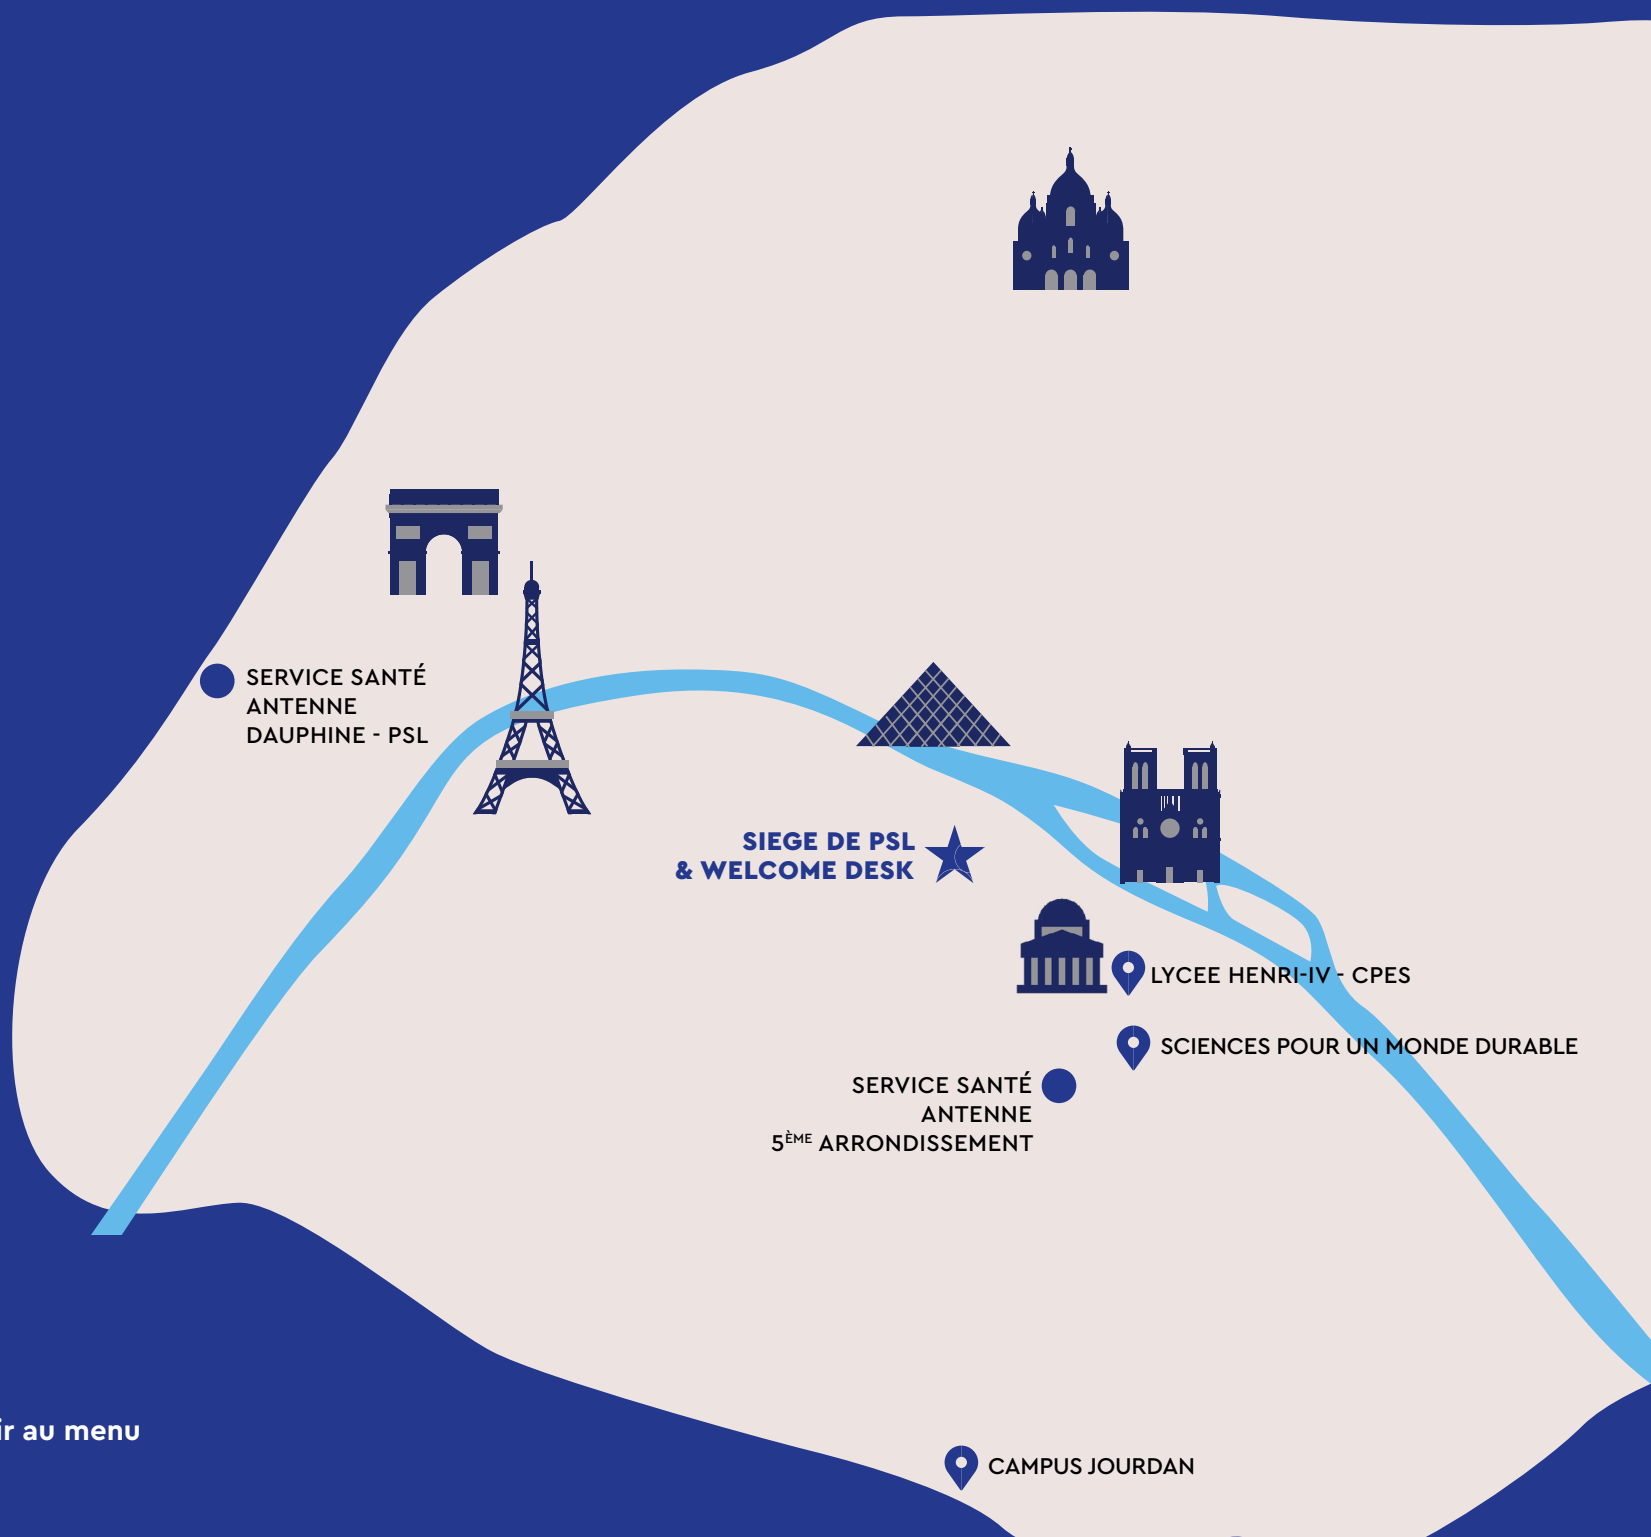 SERVICE SANTÉ
ANTENNE
DAUPHINE - PSL
SIEGE DE PSL
& WELCOME DESK
LYCEE HENRI-IV - CPES
SCIENCES POUR UN MONDE DURABLE
SERVICE SANTÉ
ANTENNE
5ÈME ARRONDISSEMENT
au menu
CAMPUS JOURDAN